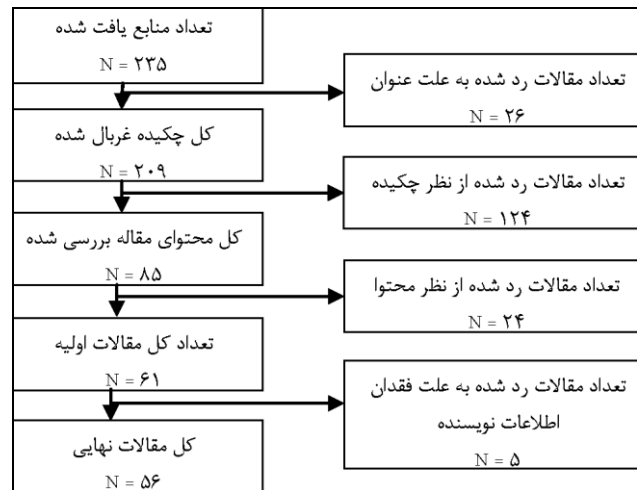 تعداد منابع یافت شده
N = ۲۳۵
تعداد مقالات رد شده به علت عنوان
N = ۲۶
کل چکیده غربال شده
N = ۲۰۹
تعداد مقالات رد شده از نظر چکیده
N = ۱۲۴
کل محتوای مقاله بررسی شده
N = ۸۵
تعداد مقالات رد شده از نظر محتوا
N = ۲۴
تعداد کل مقالات اولیه
N = ۶۱
تعداد مقالات رد شده به علت فقدان
اطلاعات نویسنده
N = ۵
کل مقالات نهایی
N = ۵۶